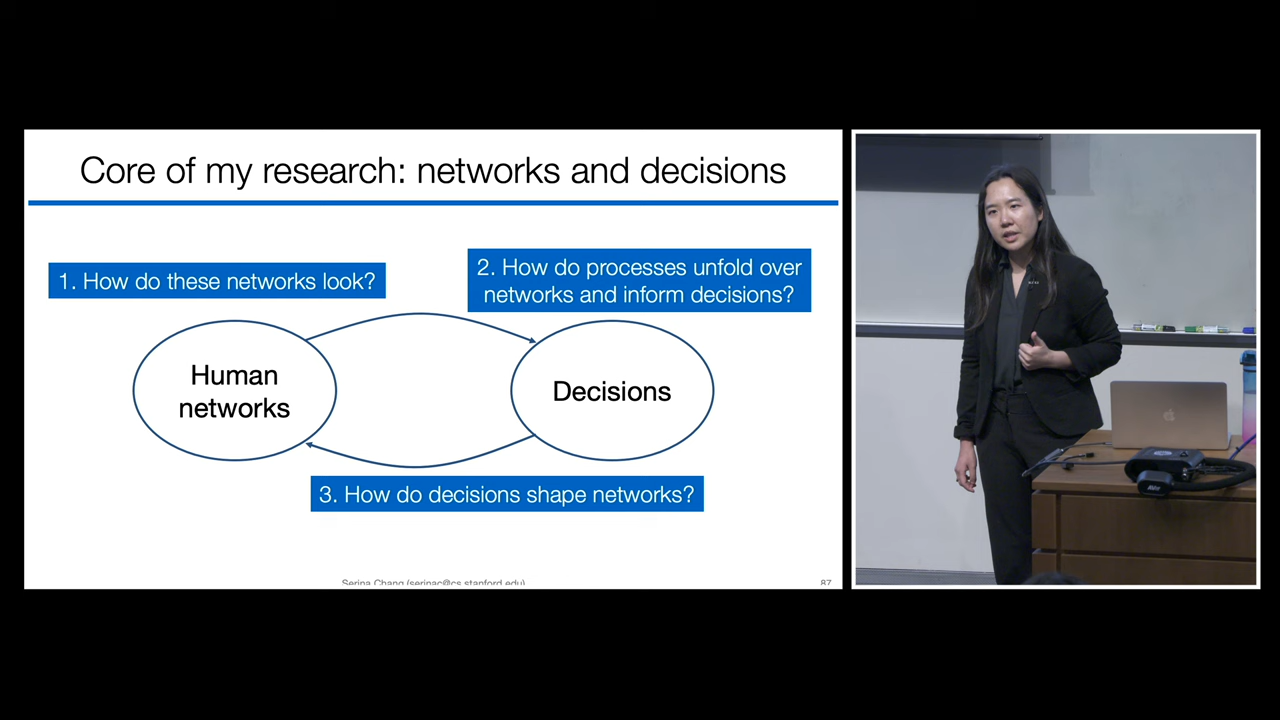 Core of my research: networks and decisions
1. How do these networks look?
2. How do processes unfold over
networks and inform decisions?
Human
networks
Decisions
3. How do decisions shape networks?
Serina Chang (serinac@cs.stanford.edu)
87